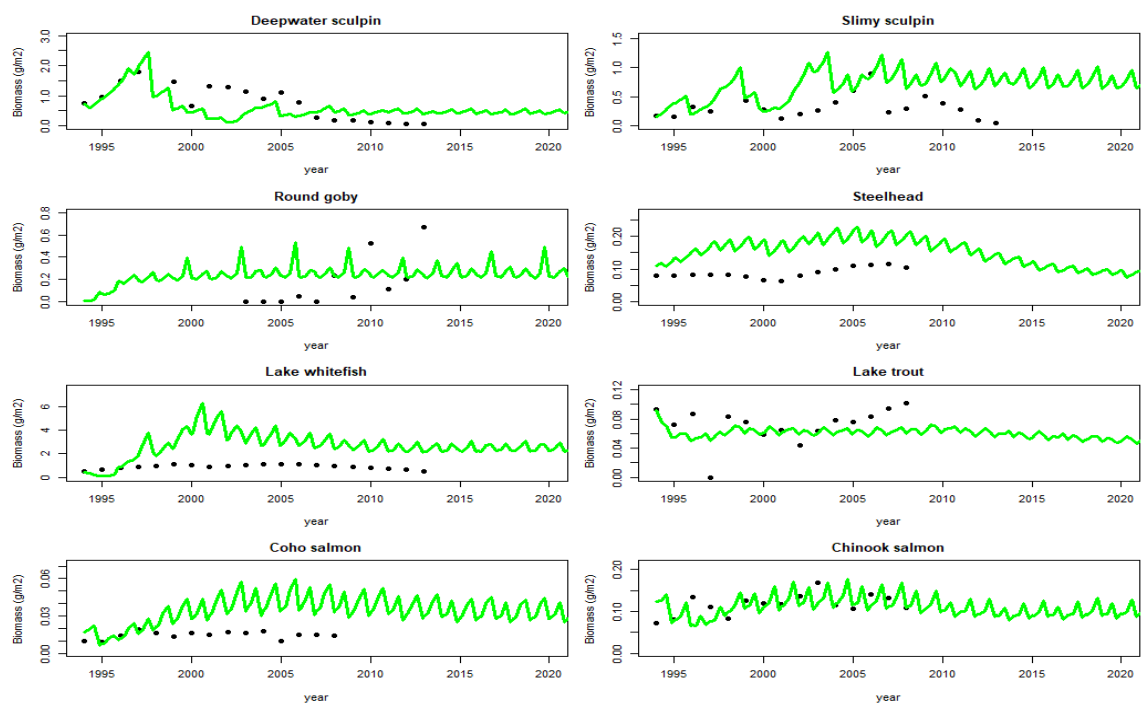 Deepwater sculpin
Biomass (g/m2)
0.0 1.0 2.0 3.0
1995 2000 2005 2010 2015 2020
year
Slimy sculpin
Biomass (g/m2)
0.0 0.5 1.0 1.5
1995 2000 2005 2010 2015 2020
year
Round goby
Biomass (g/m2)
0.0 0.2 0.4 0.6 0.8
1995 2000 2005 2010 2015 2020
year
Steelhead
Biomass (g/m2)
0.00 0.10 0.20
1995 2000 2005 2010 2015 2020
year
Lake whitefish
Biomass (g/m2)
0 2 4 6
1995 2000 2005 2010 2015 2020
year
Lake trout
Biomass (g/m2)
0.00 0.04 0.08 0.12
1995 2000 2005 2010 2015 2020
year
Coho salmon
Biomass (g/m2)
0.00 0.03 0.06
1995 2000 2005 2010 2015 2020
year
Chinook salmon
Biomass (g/m2)
0.00 0.10 0.20
1995 2000 2005 2010 2015 2020
year